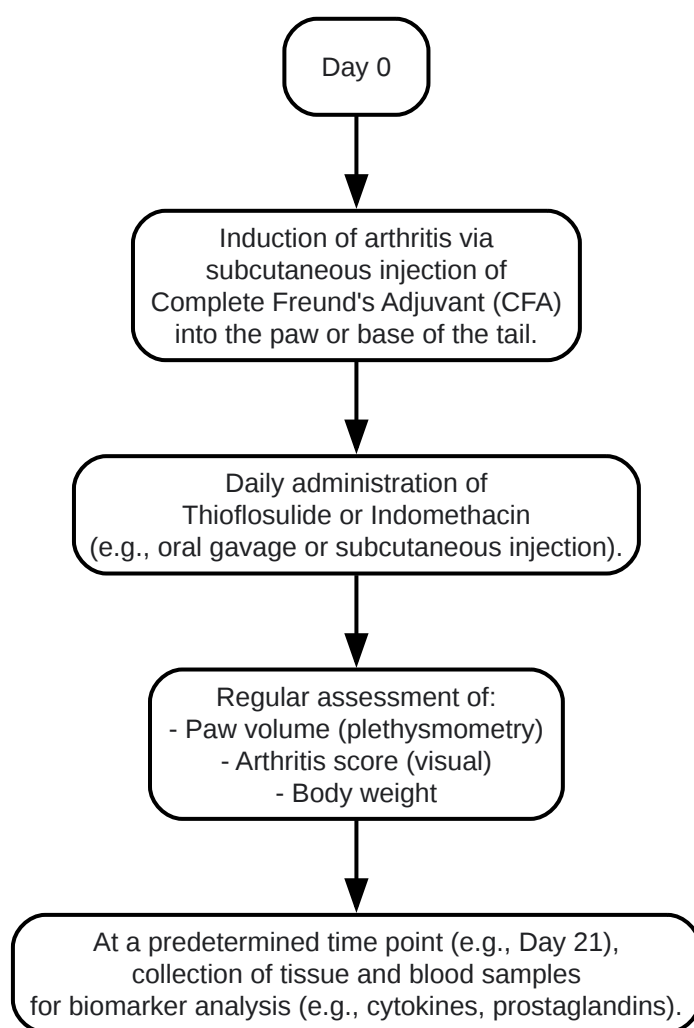 Day 0
Induction of arthritis via
subcutaneous injection of
Complete Freund's Adjuvant (CFA)
into the paw or base of the tail.
Daily administration of
Thioflosulide or Indomethacin
(e.g., oral gavage or subcutaneous injection).
Regular assessment of:
- Paw volume (plethysmometry)
- Arthritis score (visual)
- Body weight
At a predetermined time point (e.g., Day 21),
collection of tissue and blood samples
for biomarker analysis (e.g., cytokines, prostaglandins).